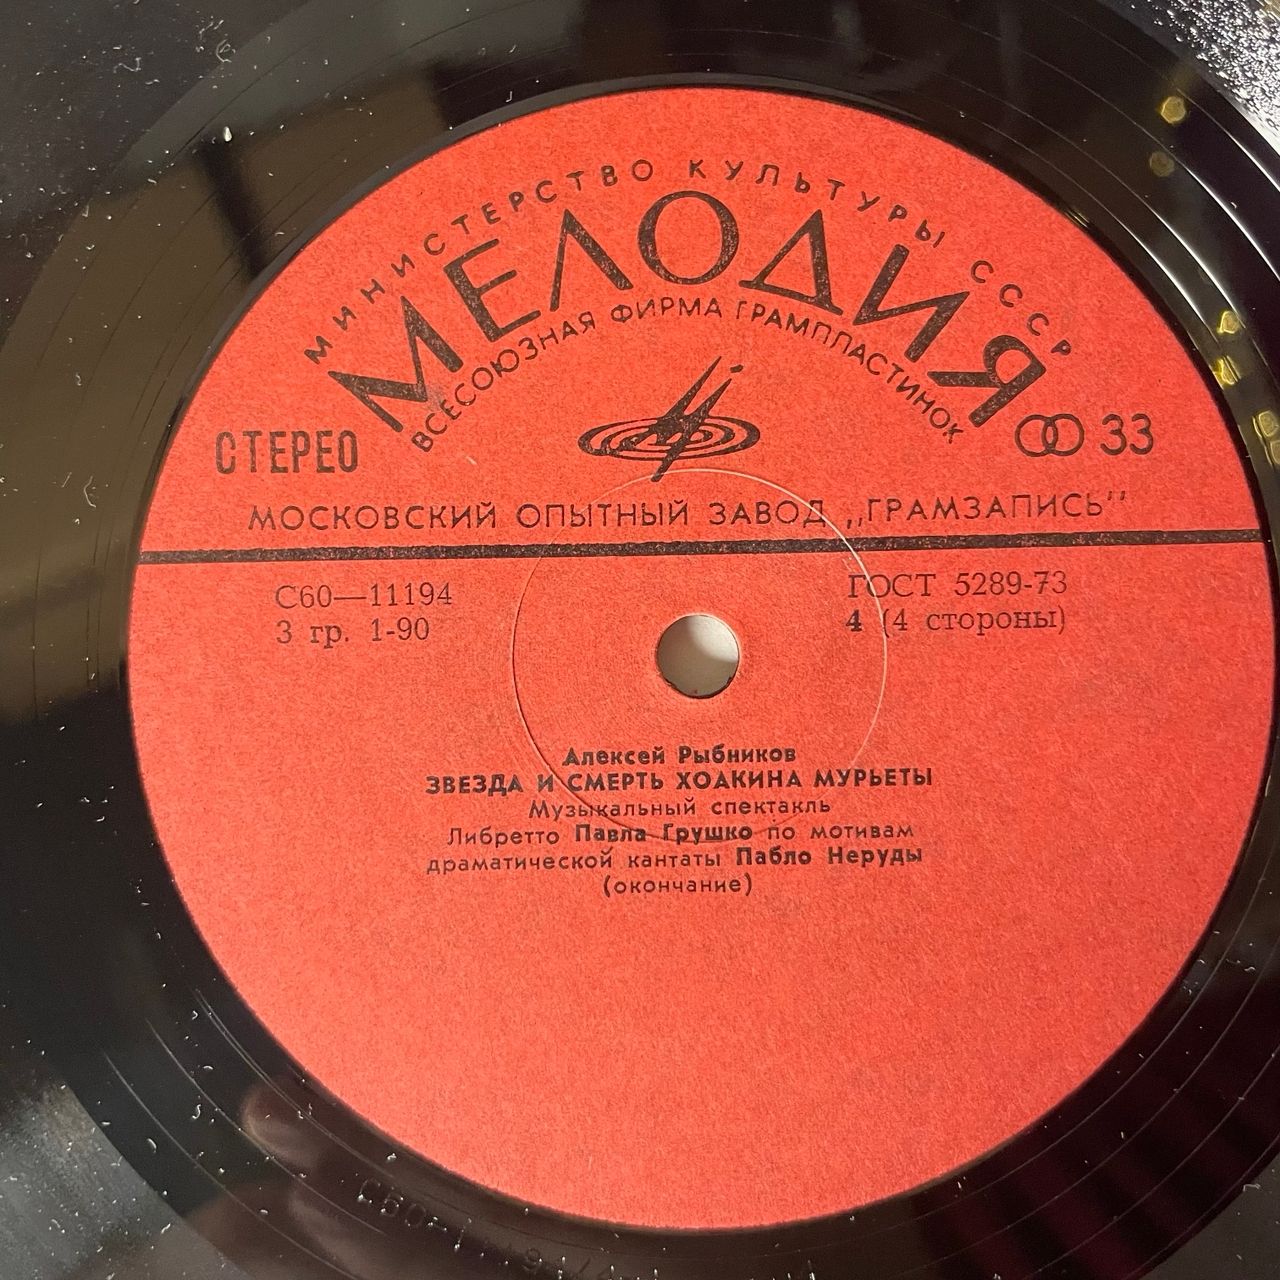 МИНИСТЕРСТВО КУЛЬТУРЫ СССР
МЕЛОДИЯ
ВСЕСОЮЗНАЯ ФИРМА ГРАМПЛАСТИНОК
СТЕРЕО
33
МОСКОВСКИЙ ОПЫТНЫЙ ЗАВОД „ГРАМЗАПИСЬ"
С60—11194
ГОСТ 5289-73
3 гр. 1-90
4 (4 стороны)
Алексей Рыбников
ЗВЕЗДА И СМЕРТЬ ХОАКИНА МУРЬЕТЫ
Музыкальный спектакль
Либретто Павла Грушко по мотивам
драматической кантаты Пабло Неруды
(окончание)